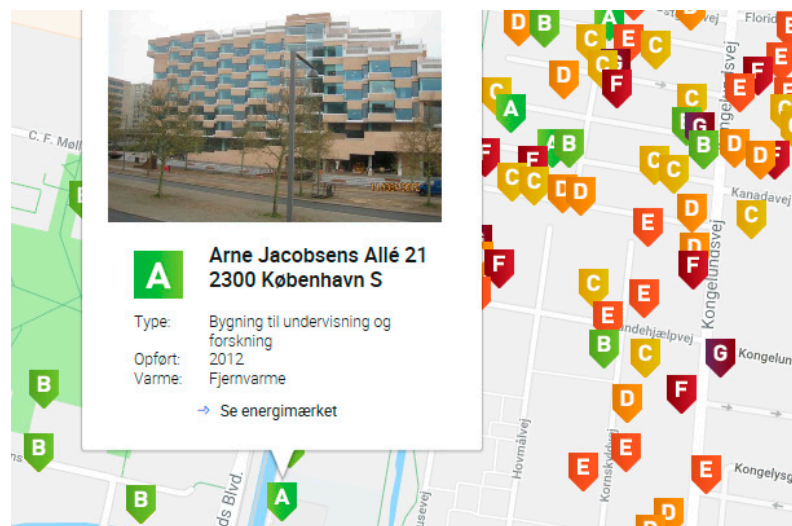 Arne Jacobsens Allé 21
2300 København S
A
Type: Bygning til undervisning og
forskning
Opført: 2012
Varme: Fjernvarme
→ Se energimærket
C. F. Møll
ds Blvd.
Hovmålvej
Kornskyldvej
Kongelundsvej
Kongelundsvej
Kanadavej
Florid
Kongelun
Kongelysg
B
B
B
A
D
B
A
D
E
C
C
C
F
D
E
E
F
E
C
A
C
G
B
D
D
F
A
B
F
F
C
C
C
C
D
D
E
D
C
D
F
F
C
E
E
B
C
G
F
D
E
E
E
D
D